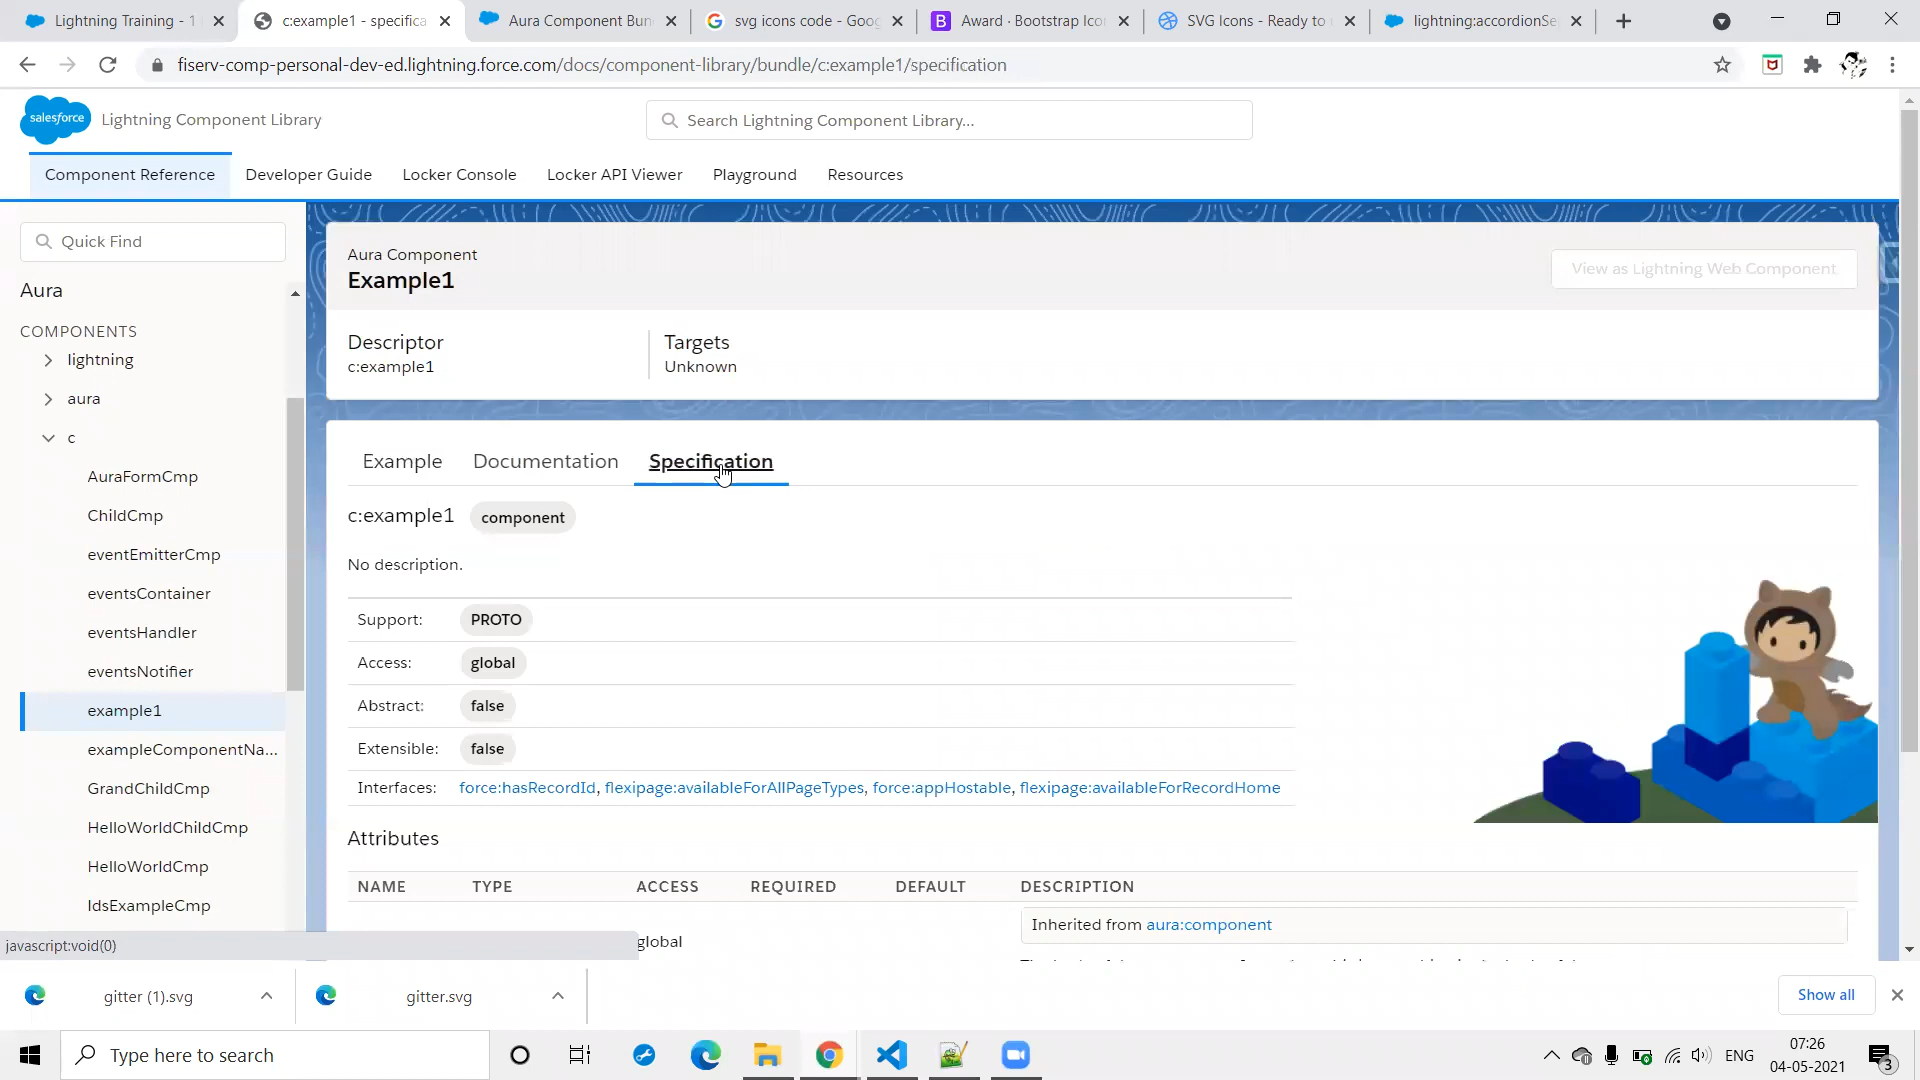 Lightning Training - 1
c:example1 - specifica
Aura Component Bun
svg icons code - Goog
Award · Bootstrap Ico
SVG Icons - Ready to
lightning:accordionSe
fiserv-comp-personal-dev-ed.lightning.force.com/docs/component-library/bundle/c:example1/specification
salesforce
Lightning Component Library
Search Lightning Component Library...
Component Reference
Developer Guide
Locker Console
Locker API Viewer
Playground
Resources
Quick Find
Aura
COMPONENTS
lightning
aura
c
AuraFormCmp
ChildCmp
eventEmitterCmp
eventsContainer
eventsHandler
eventsNotifier
example1
exampleComponentNa...
GrandChildCmp
HelloWorldChildCmp
HelloWorldCmp
IdsExampleCmp
Aura Component
Example1
View as Lightning Web Component
Descriptor
c:example1
Targets
Unknown
Example
Documentation
Specification
c:example1 component
No description.
Support: PROTO
Access: global
Abstract: false
Extensible: false
Interfaces: force:hasRecordId, flexipage:availableForAllPageTypes, force:appHostable, flexipage:availableForRecordHome
Attributes
NAME TYPE ACCESS REQUIRED DEFAULT DESCRIPTION
Inherited from aura:component
global
javascript:void(0)
gitter (1).svg
gitter.svg
Show all
Type here to search
ENG
07:26
04-05-2021
3